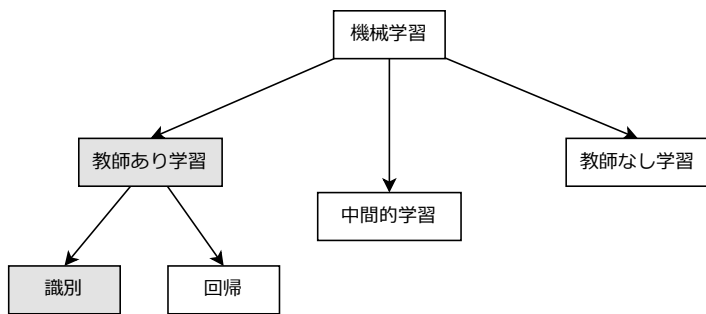 機械学習
教師あり学習
教師なし学習
中間的学習
識別
回帰